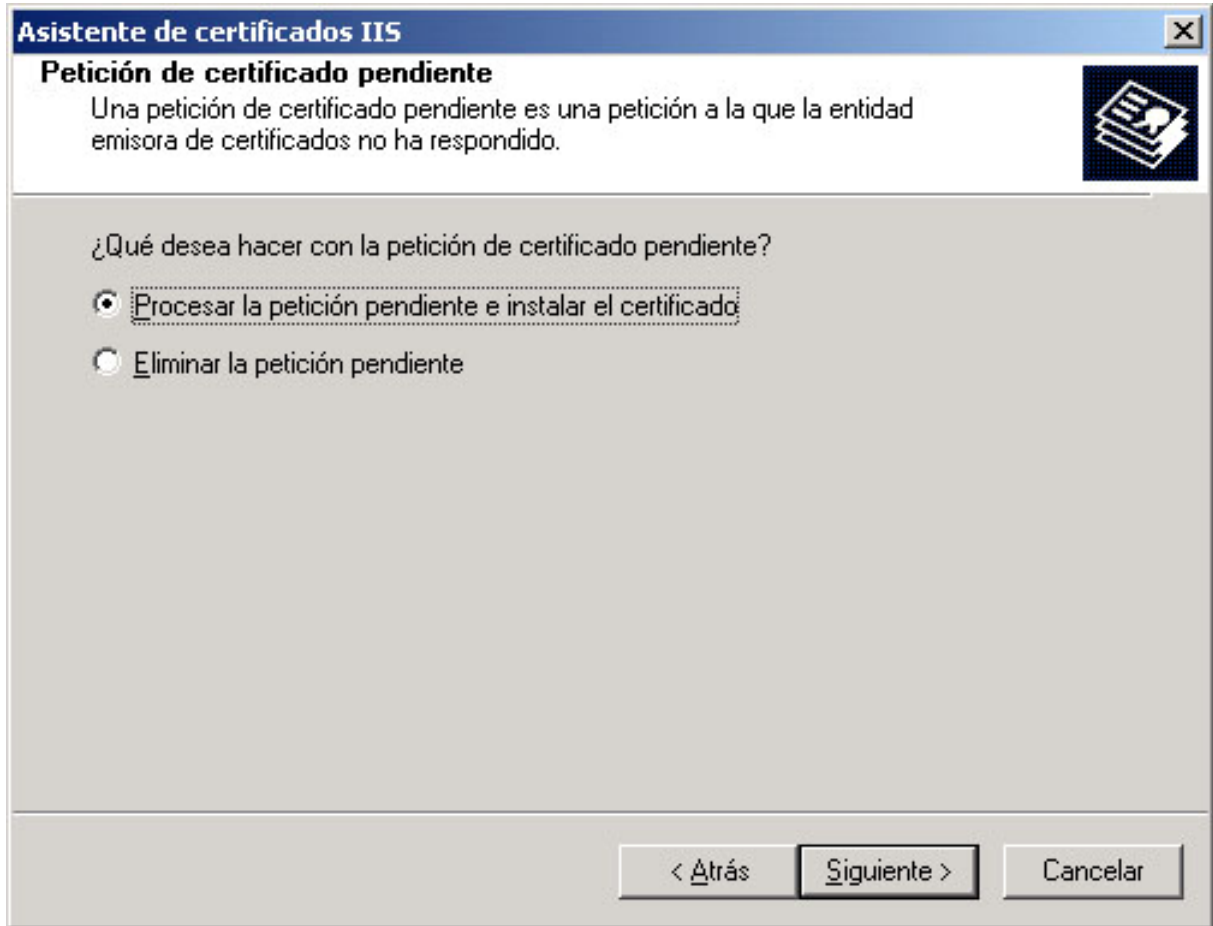 Asistente de certificados IIS
Petición de certificado pendiente
Una petición de certificado pendiente es una petición a la que la entidad
emisora de certificados no ha respondido.
¿Qué desea hacer con la petición de certificado pendiente?
Procesar la petición pendiente e instalar el certificado
Eliminar la petición pendiente
< Atrás Siguiente > Cancelar